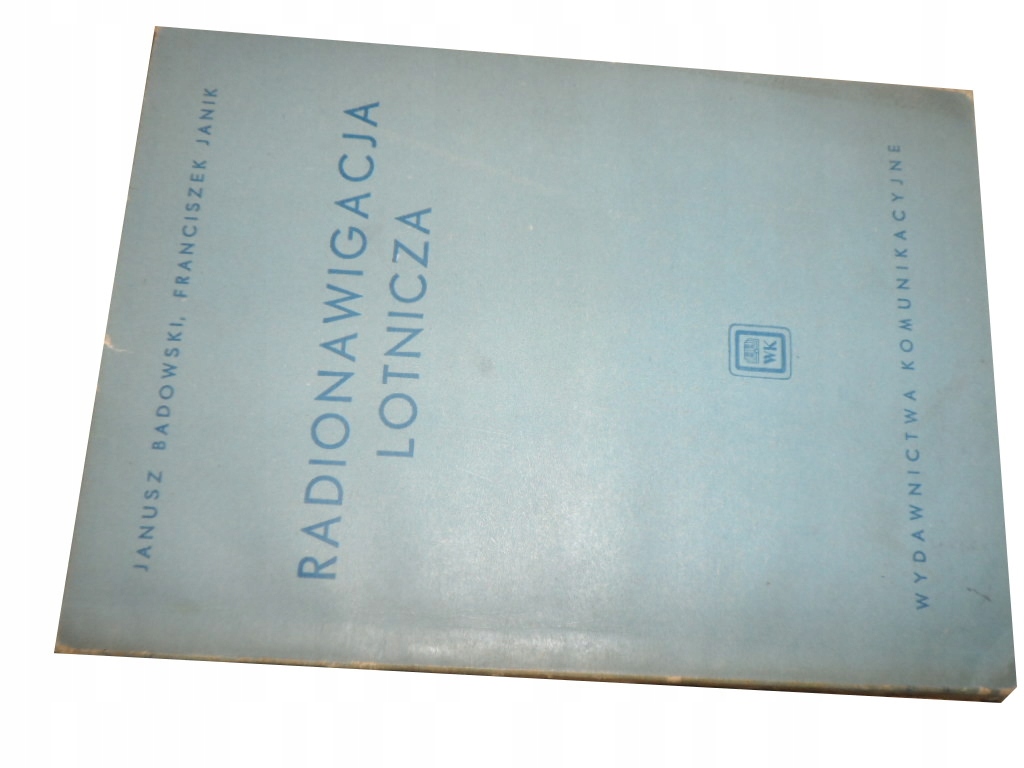 JANUSZ BADOWSKI, FRANCISZEK JANIK
RADIONAWIGACJA
LOTNICZA
WK
WYDAWNICTWA KOMUNIKACYJNE